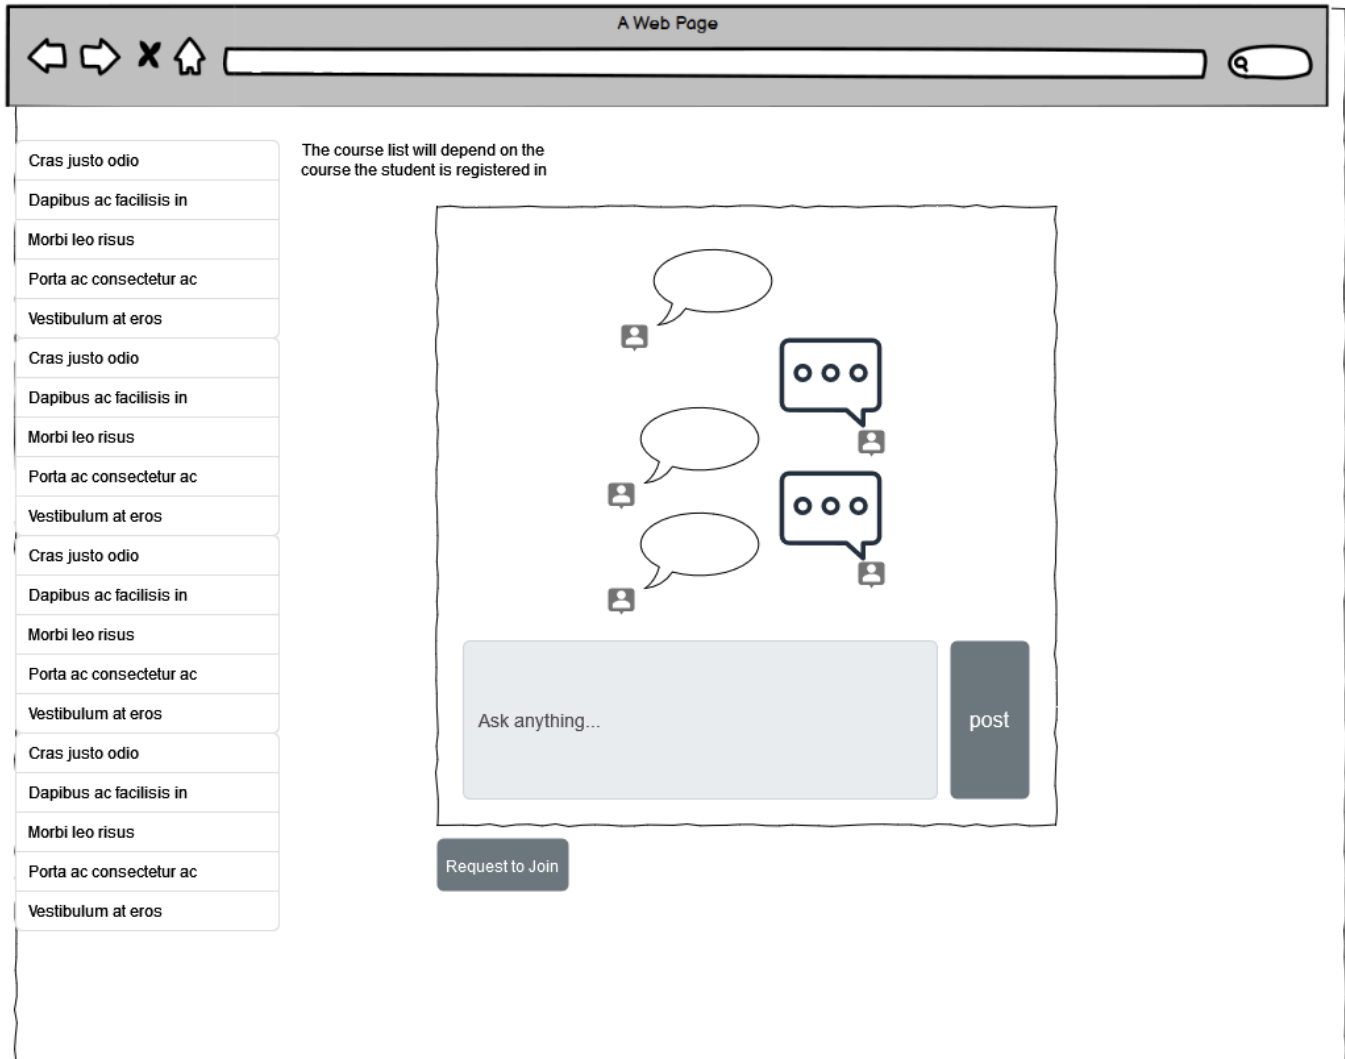 A Web Page
Cras justo odio
Dapibus ac facilisis in
Morbi leo risus
Porta ac consectetur ac
Vestibulum at eros
Cras justo odio
Dapibus ac facilisis in
Morbi leo risus
Porta ac consectetur ac
Vestibulum at eros
Cras justo odio
Dapibus ac facilisis in
Morbi leo risus
Porta ac consectetur ac
Vestibulum at eros
Cras justo odio
Dapibus ac facilisis in
Morbi leo risus
Porta ac consectetur ac
Vestibulum at eros
The course list will depend on the
course the student is registered in
Ask anything...
post
Request to Join